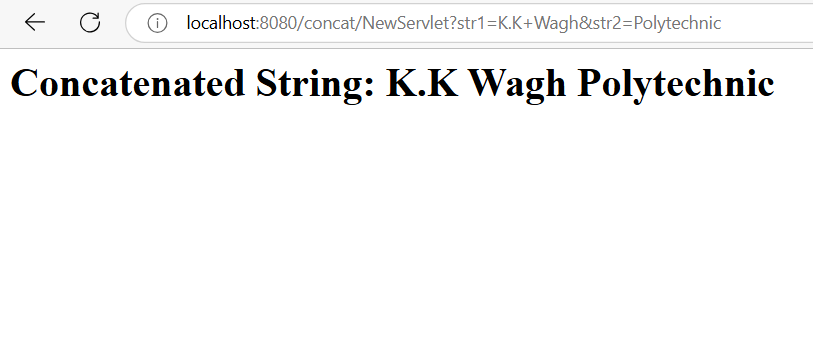 localhost:8080/concat/NewServlet?str1=K.K+Wagh&str2=Polytechnic
Concatenated String: K.K Wagh Polytechnic